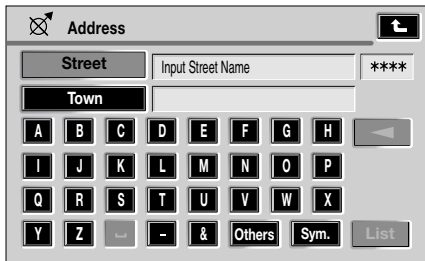 Address
Street Input Street Name ****
Town
A B C D E F G H
I J K L M N O P
Q R S T U V W X
Y Z - & Others Sym. List